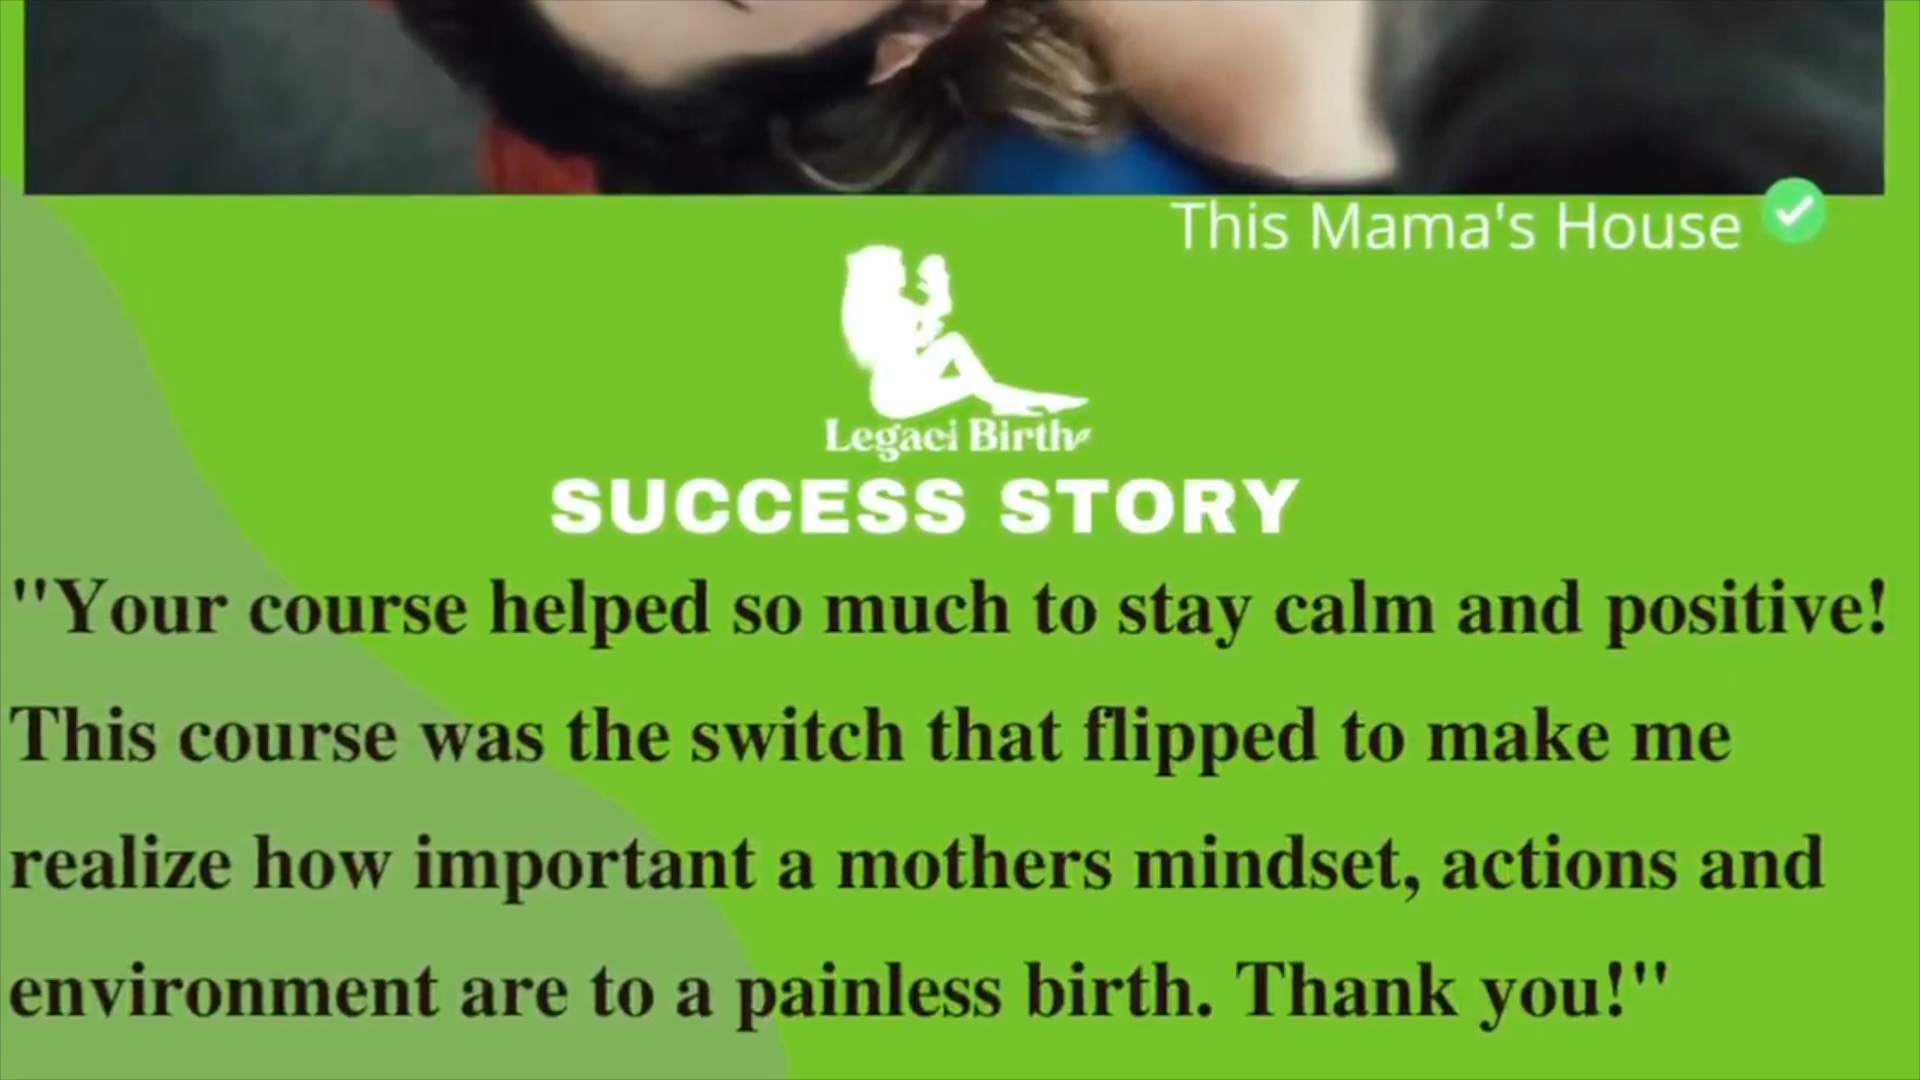 This Mama's House
Legaci Birth
SUCCESS STORY
"Your course helped so much to stay calm and positive!
This course was the switch that flipped to make me
realize how important a mothers mindset, actions and
environment are to a painless birth. Thank you!"